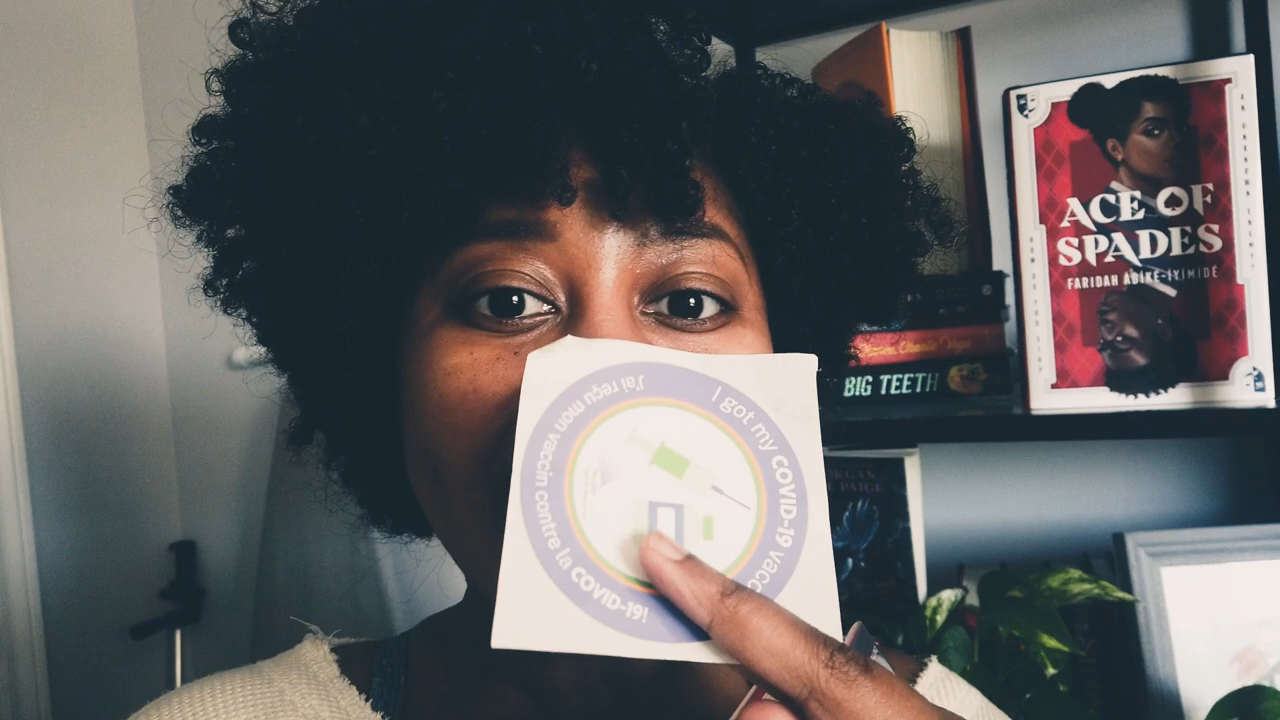 ACE OF
SPADES
FARIDAH ÀBÍKÉ-ÍYÍMÍDÉ
BIG TEETH
I got my COVID-19 vacc
J'ai reçu mon vaccin contre la COVID-19!